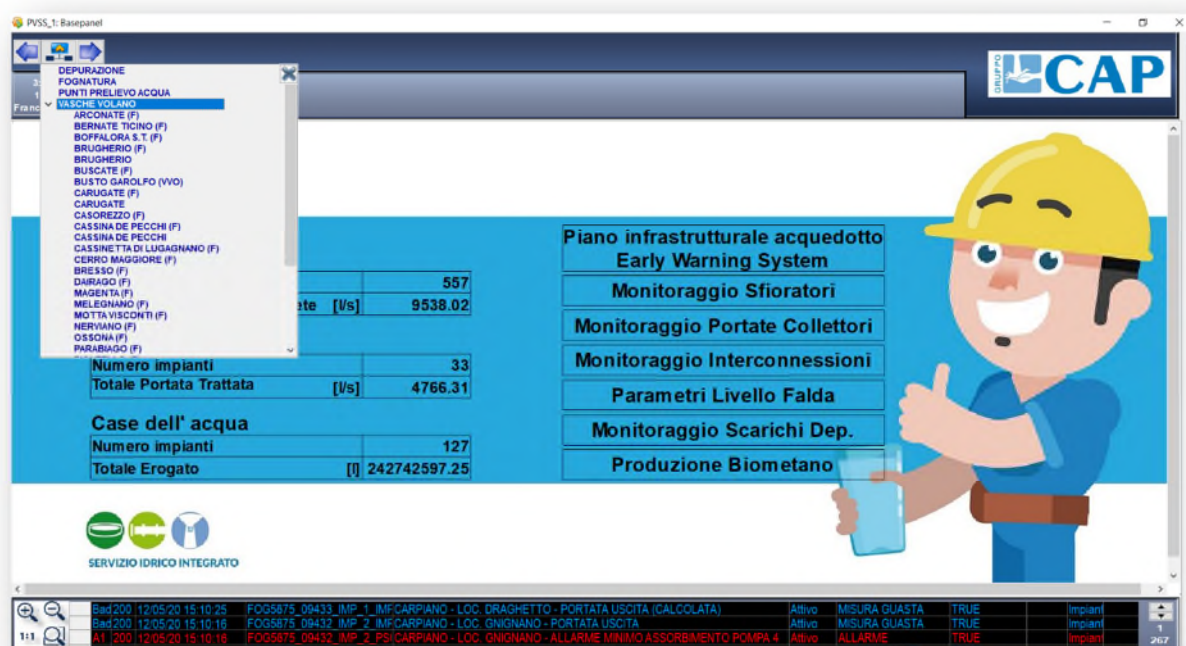 PVSS_1: Basepanel
GRUPPO CAP
DEPURAZIONE
FOGNATURA
PUNTI PRELIEVO ACQUA
VASCHE VOLANO
ARCONATE (F)
BERNATE TICINO (F)
BOFFALORA S.T. (F)
BRUGHERIO (F)
BRUGHERIO
BUSCATE (F)
BUSTO GAROLFO (VVO)
CARUGATE (F)
CARUGATE
CASOREZZO (F)
CASSINA DE PECCHI (F)
CASSINA DE PECCHI
CASSINETTA DI LUGAGNANO (F)
CERRO MAGGIORE (F)
BRESSO (F)
DAIRAGO (F)
MAGENTA (F)
MELEGNANO (F)
MOTTA VISCONTI (F)
NERVIANO (F)
OSSONA (F)
PARABIAGO (F)
557
[l/s] 9538.02
Numero impianti 33
Totale Portata Trattata [l/s] 4766.31
Case dell' acqua
Numero impianti 127
Totale Erogato [l] 242742597.25
Piano infrastrutturale acquedotto
Early Warning System
Monitoraggio Sfioratori
Monitoraggio Portate Collettori
Monitoraggio Interconnessioni
Parametri Livello Falda
Monitoraggio Scarichi Dep.
Produzione Biometano
SERVIZIO IDRICO INTEGRATO
Bad 200 12/05/20 15:10:25 FOG5875_09433_IMP_1_IMF CARPIANO - LOC. DRAGHETTO - PORTATA USCITA (CALCOLATA) Attivo MISURA GUASTA TRUE Impiant
Bad 200 12/05/20 15:10:16 FOG5875_09432_IMP_2_IMF CARPIANO - LOC. GNIGNANO - PORTATA USCITA Attivo MISURA GUASTA TRUE Impiant
A1 200 12/05/20 15:10:16 FOG5875_09432_IMP_2_PSI CARPIANO - LOC. GNIGNANO - ALLARME MINIMO ASSORBIMENTO POMPA 4 Attivo ALLARME TRUE Impiant
1:1
1
267